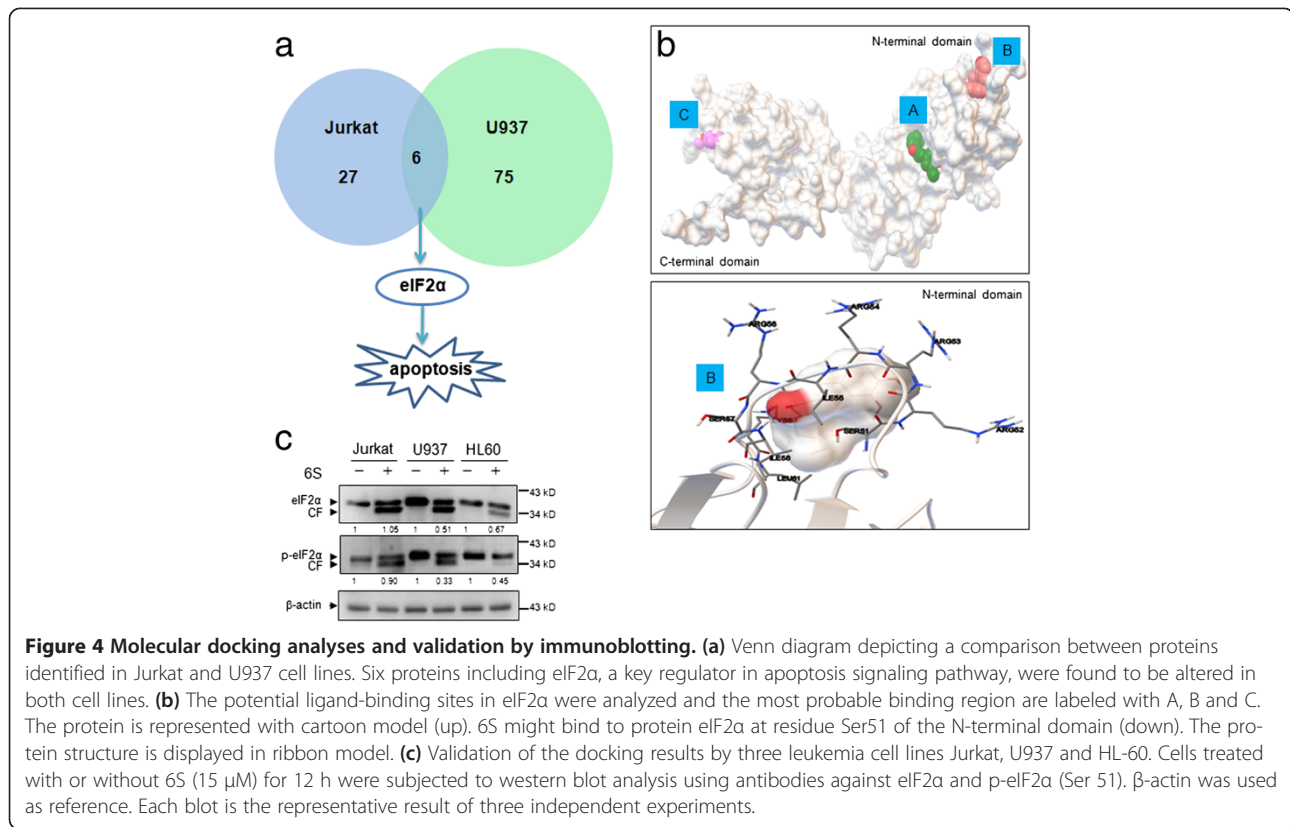 a
Jurkat
U937
6
27
75
eIF2α
apoptosis
b
N-terminal domain
B
A
C
C-terminal domain
N-terminal domain
ARG56
ARG54
ARG53
B
ILE55
SER57
SER51
ARG52
ILE58
LEU61
c
Jurkat U937 HL60
6S − + − + − +
eIF2α
CF
43 kD
34 kD
1 1.05 1 0.51 1 0.67
p-eIF2α
CF
43 kD
34 kD
1 0.90 1 0.33 1 0.45
β-actin
43 kD
Figure 4 Molecular docking analyses and validation by immunoblotting. (a) Venn diagram depicting a comparison between proteins
identified in Jurkat and U937 cell lines. Six proteins including eIF2α, a key regulator in apoptosis signaling pathway, were found to be altered in
both cell lines. (b) The potential ligand-binding sites in eIF2α were analyzed and the most probable binding region are labeled with A, B and C.
The protein is represented with cartoon model (up). 6S might bind to protein eIF2α at residue Ser51 of the N-terminal domain (down). The pro-
tein structure is displayed in ribbon model. (c) Validation of the docking results by three leukemia cell lines Jurkat, U937 and HL-60. Cells treated
with or without 6S (15 μM) for 12 h were subjected to western blot analysis using antibodies against eIF2α and p-eIF2α (Ser 51). β-actin was used
as reference. Each blot is the representative result of three independent experiments.